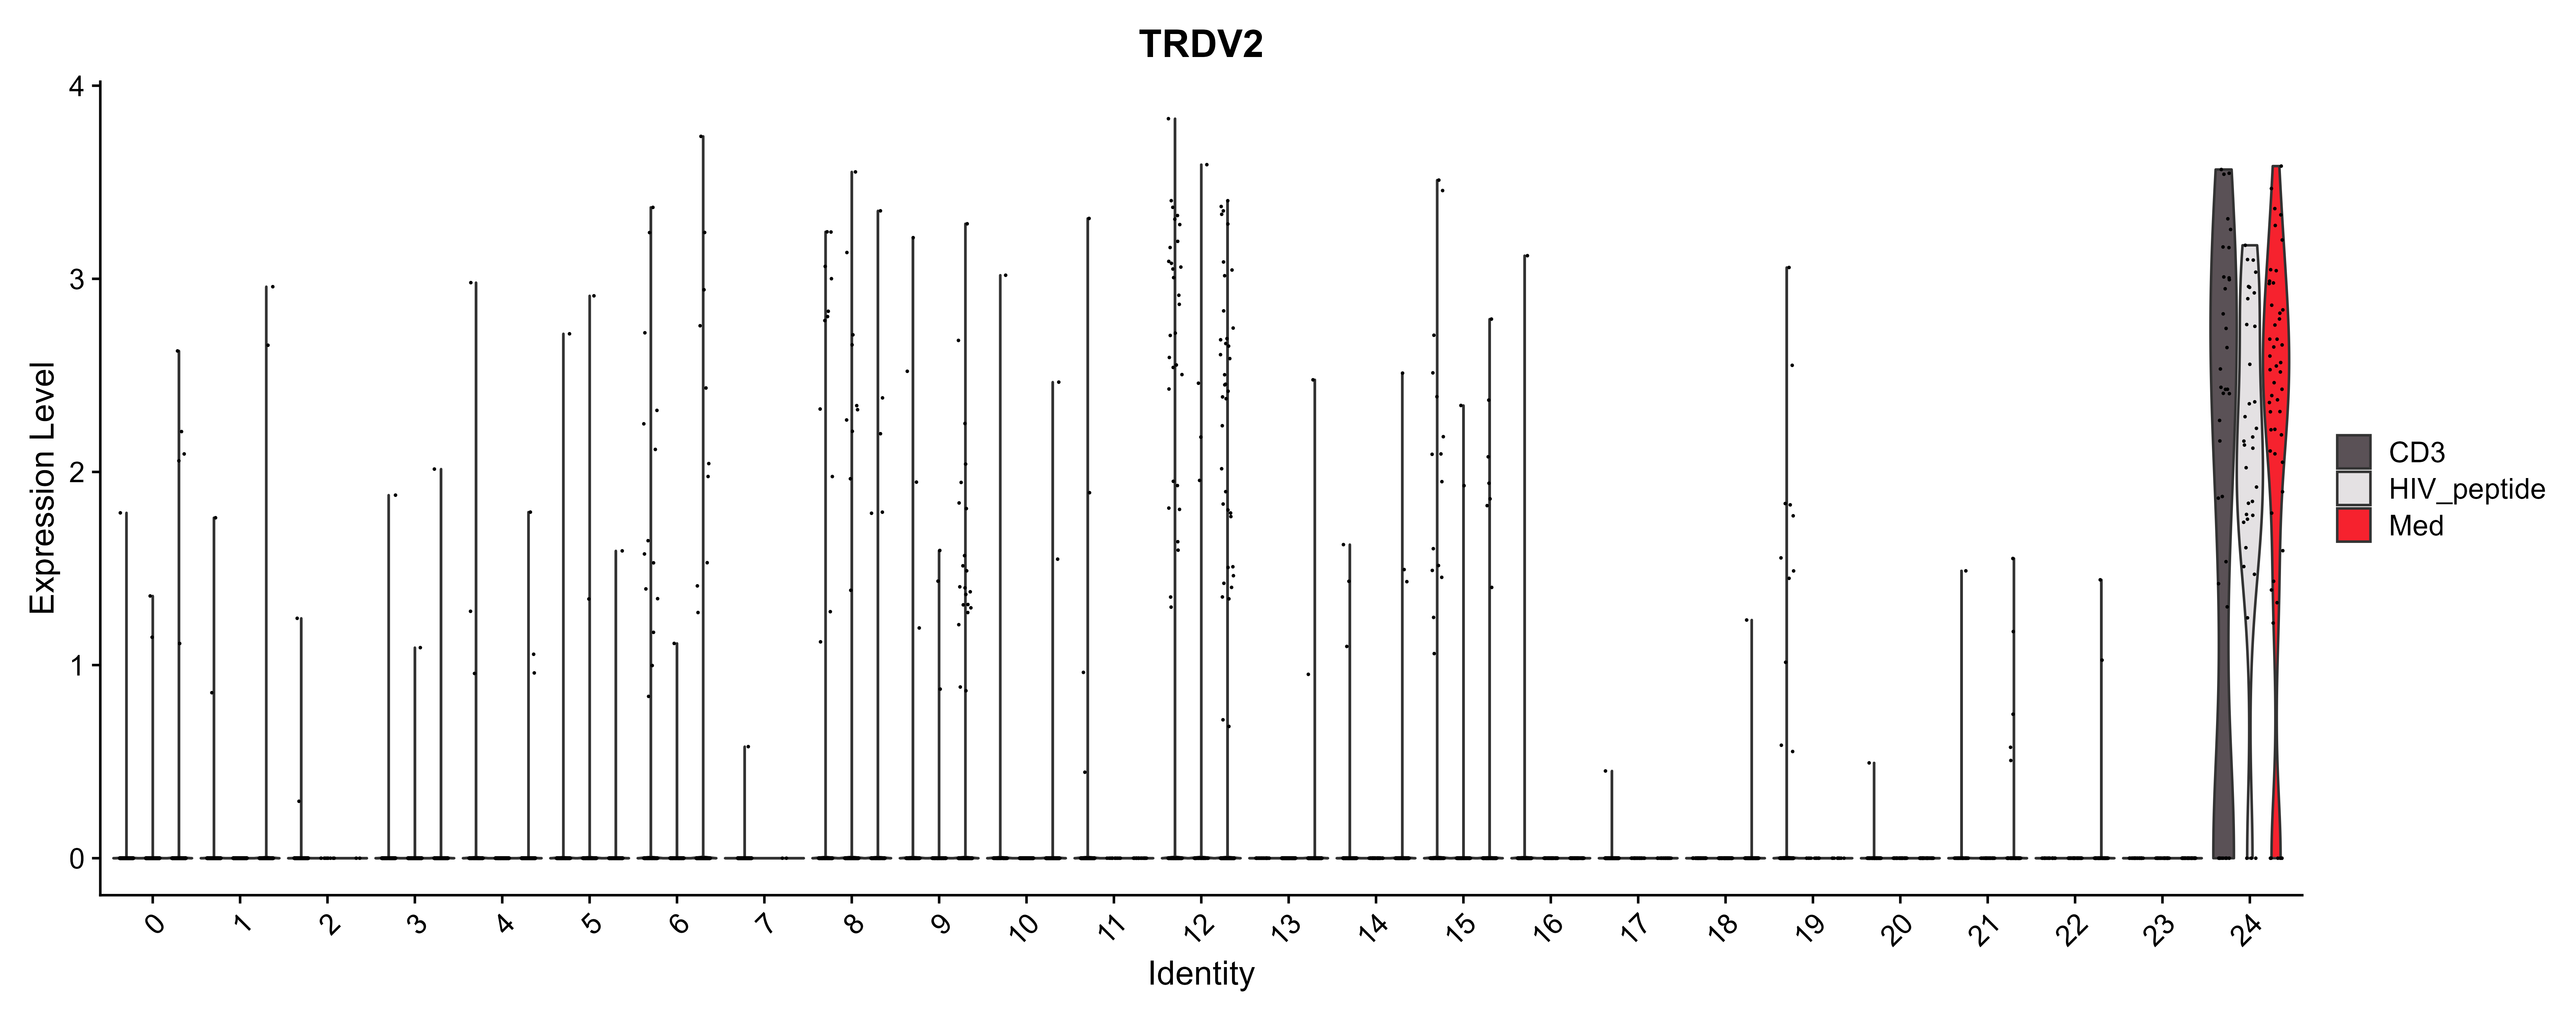 TRDV2
Expression Level
4
3
2
1
0
0 1 2 3 4 5 6 7 8 9 10 11 12 13 14 15 16 17 18 19 20 21 22 23 24
Identity
CD3
HIV_peptide
Med